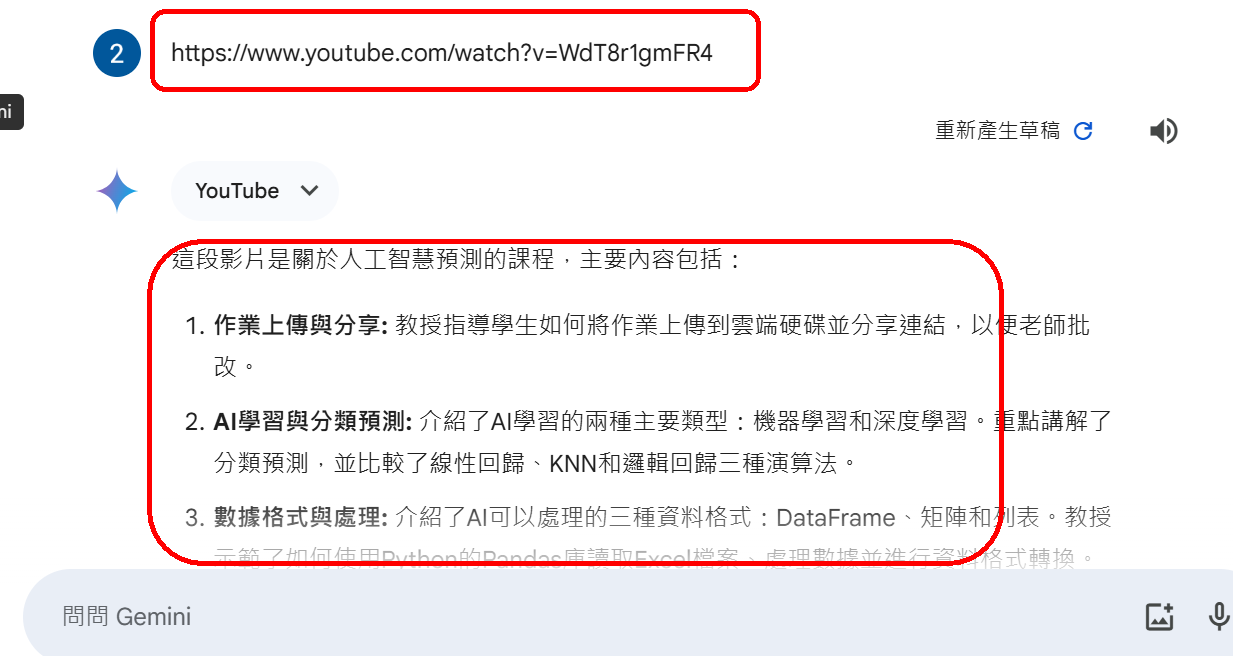 2
https://www.youtube.com/watch?v=WdT8r1gmFR4
ni
重新產生草稿
YouTube
這段影片是關於人工智慧預測的課程，主要內容包括：
1. 作業上傳與分享: 教授指導學生如何將作業上傳到雲端硬碟並分享連結，以便老師批
改。
2. AI學習與分類預測: 介紹了AI學習的兩種主要類型：機器學習和深度學習。重點講解了
分類預測，並比較了線性回歸、KNN和邏輯回歸三種演算法。
3. 數據格式與處理: 介紹了AI可以處理的三種資料格式：DataFrame、矩陣和列表。教授
示範了如何使用Python的Pandas庫讀取Excel檔案、處理數據並進行資料格式轉換。
問問 Gemini